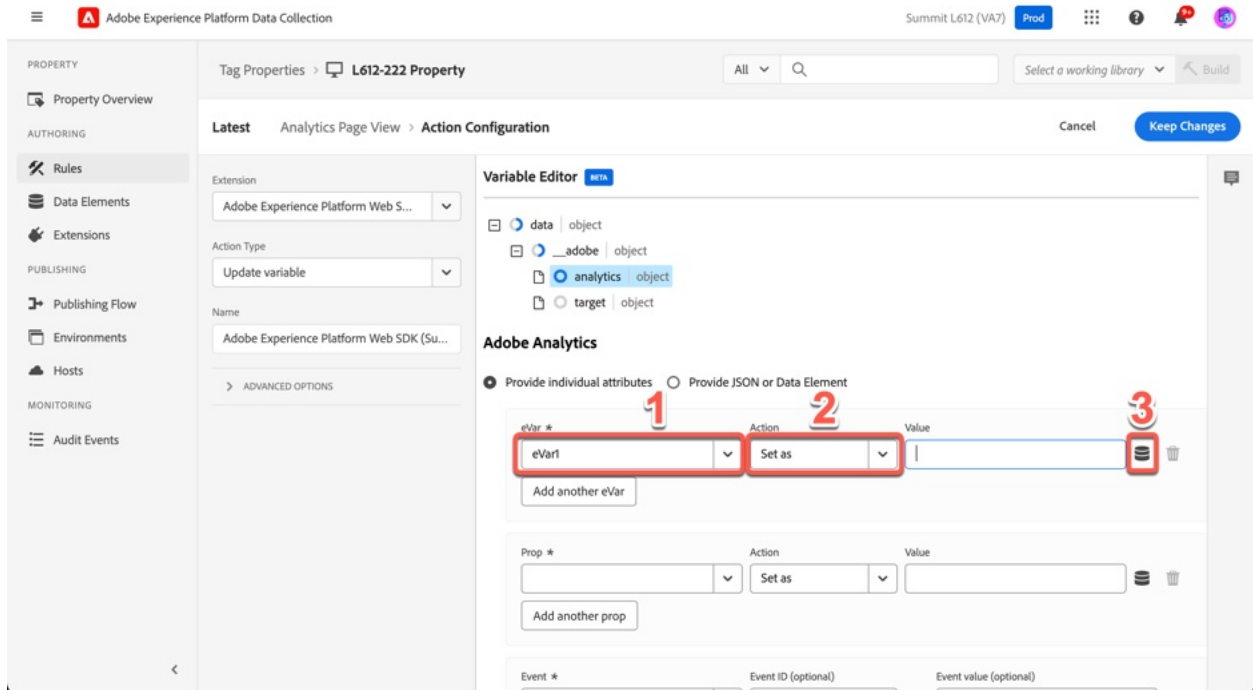 Adobe Experience Platform Data Collection
Summit L612 (VA7) Prod
9+
PROPERTY
Property Overview
AUTHORING
Rules
Data Elements
Extensions
PUBLISHING
Publishing Flow
Environments
Hosts
MONITORING
Audit Events
Tag Properties > L612-222 Property
All
Select a working library
Build
Latest Analytics Page View > Action Configuration
Cancel
Keep Changes
Extension
Adobe Experience Platform Web S...
Action Type
Update variable
Name
Adobe Experience Platform Web SDK (Su...
ADVANCED OPTIONS
Variable Editor BETA
data object
__adobe object
analytics object
target object
Adobe Analytics
Provide individual attributes Provide JSON or Data Element
1 2 3
eVar * Action Value
eVar1 Set as
Add another eVar
Prop * Action Value
Set as
Add another prop
Event * Event ID (optional) Event value (optional)